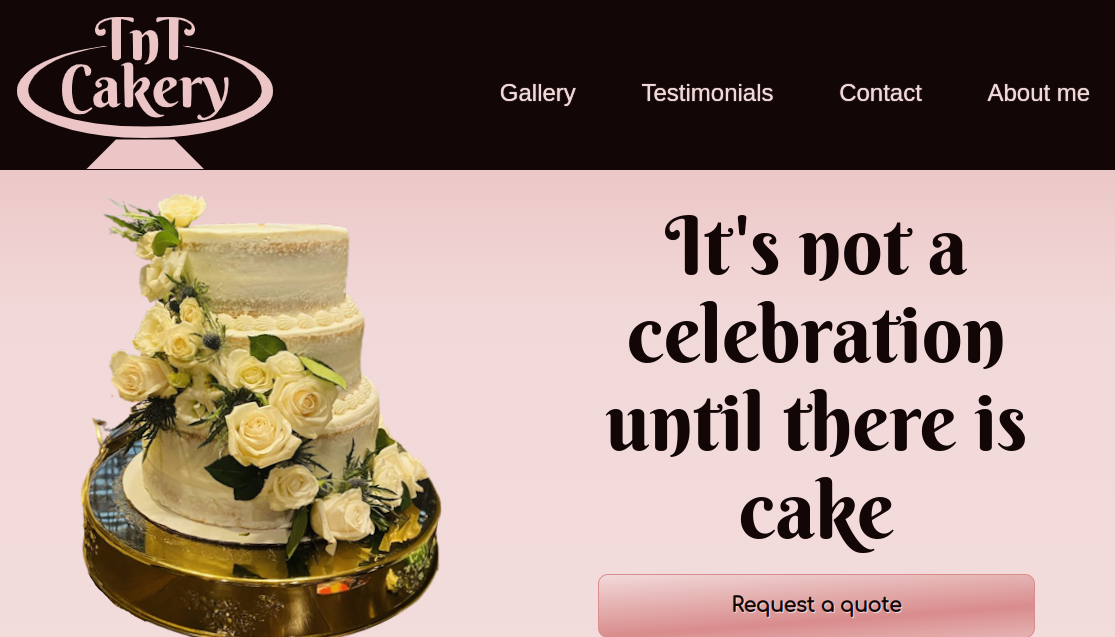 TnT
Cakery
Gallery Testimonials Contact About me
It's not a
celebration
until there is
cake
Request a quote